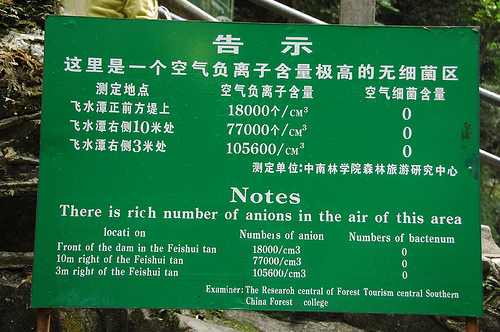 告 示
这里是一个空气负离子含量极高的无细菌区
测定地点 空气负离子含量 空气细菌含量
飞水潭正前方堤上 18000个/CM³ 0
飞水潭右侧10米处 77000个/CM³ 0
飞水潭右侧3米处 105600/CM³ 0
测定单位:中南林学院森林旅游研究中心
Notes
There is rich number of anions in the air of this area
locati on Numbers of anion Numbers of bactenum
Front of the dam in the Feishui tan 18000/cm3 0
10m right of the Feishui tan 77000/cm3 0
3m right of the Feishui tan 105600/cm3 0
Examiner: The Researoh central of Forest Tourism central Southern
China Forest college